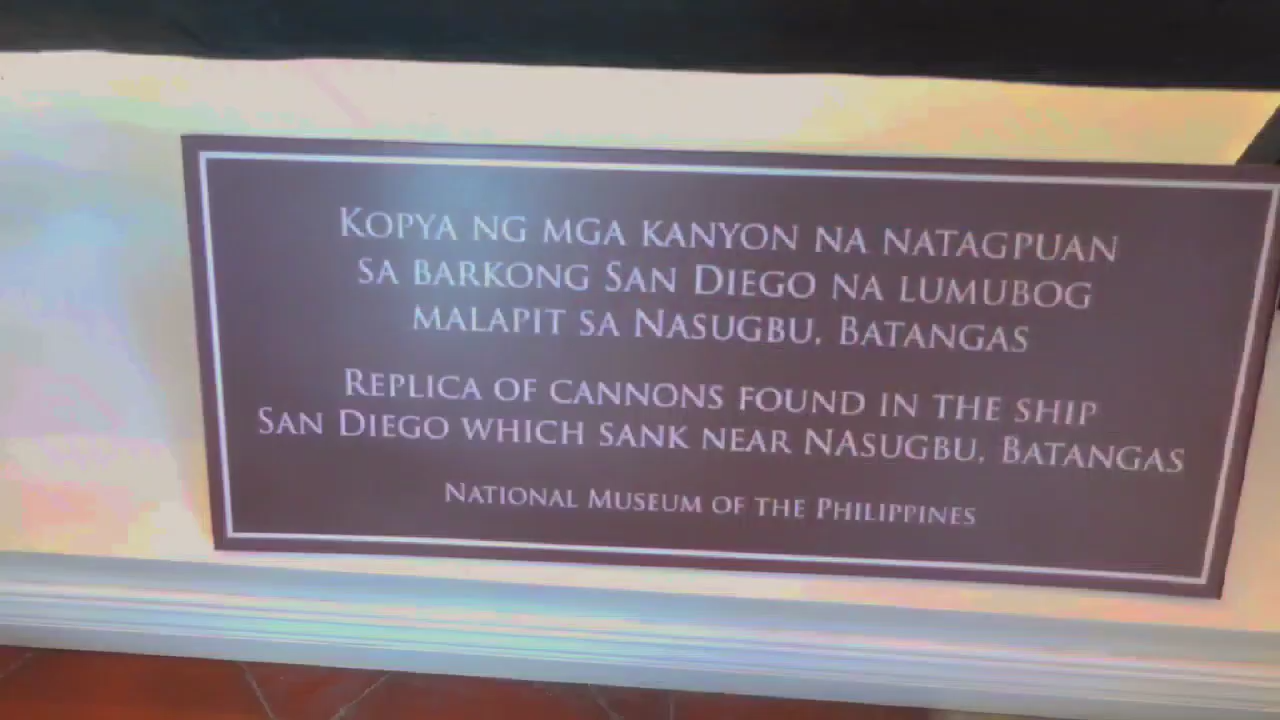 KOPYA NG MGA KANYON NA NATAGPUAN
SA BARKONG SAN DIEGO NA LUMUBOG
MALAPIT SA NASUGBU, BATANGAS
REPLICA OF CANNONS FOUND IN THE SHIP
SAN DIEGO WHICH SANK NEAR NASUGBU, BATANGAS
NATIONAL MUSEUM OF THE PHILIPPINES